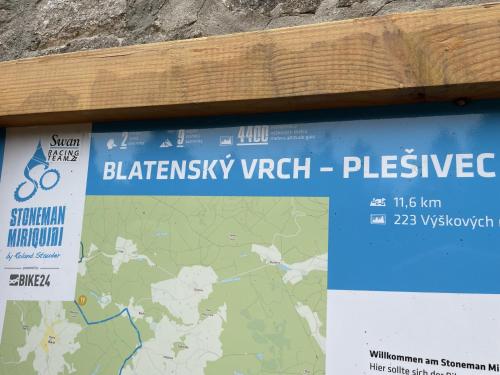 Swan
RACING
TEAM
STONEMAN
MIRIQUIDI
by Roland Stauder
BIKE24
2
9
4400
BLATENSKÝ VRCH – PLEŠIVEC
11,6 km
223 Výškových
Willkommen am Stoneman Mi
Hier sollte sich der